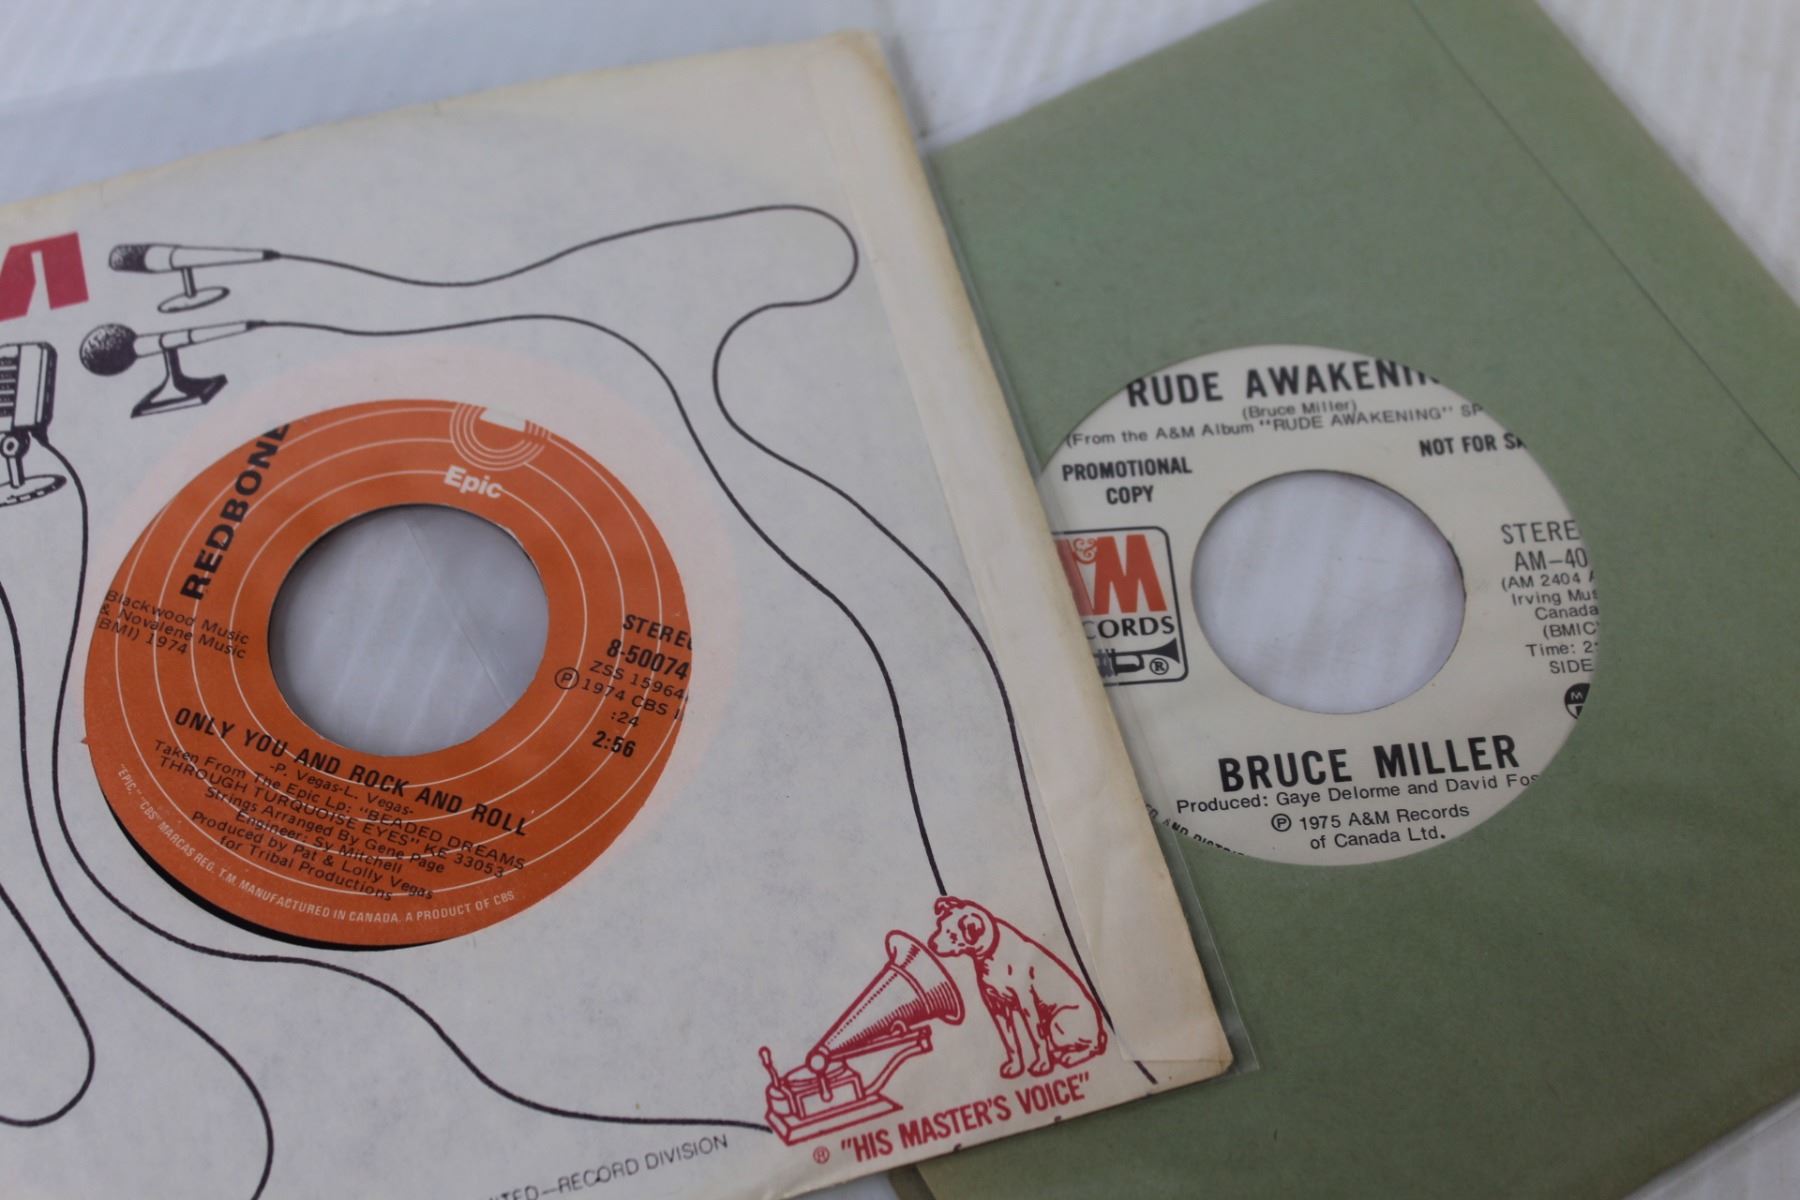 REDBONE
Epic
Blackwood Music
& Novalene Music
(BMI) 1974
STEREO
8-50074
ZSS 15964
Ⓟ 1974 CBS
:24
2:56
ONLY YOU AND ROCK AND ROLL
-P. Vegas-L. Vegas-
Taken From The Epic Lp: "BEADED DREAMS
THROUGH TURQUOISE EYES" KE 33053
Strings Arranged By Gene Page
Engineer: Sy Mitchell
Produced by Pat & Lolly Vegas
for Tribal Productions
"EPIC," "CBS" MARCAS REG. T.M. MANUFACTURED IN CANADA. A PRODUCT OF CBS
® "HIS MASTER'S VOICE"
ITED—RECORD DIVISION
RUDE AWAKENIN
(Bruce Miller)
(From the A&M Album "RUDE AWAKENING" SP
PROMOTIONAL
COPY
NOT FOR SA
A&M
CORDS
®
STERE
AM-40
(AM 2404
Irving Mus
Canada
(BMIC)
Time: 2:
SIDE
BRUCE MILLER
Produced: Gaye Delorme and David Fos
Ⓟ 1975 A&M Records
of Canada Ltd.